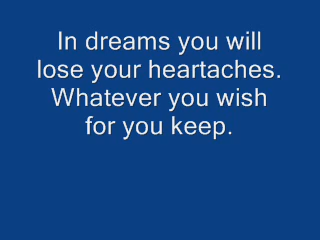 In dreams you will
lose your heartaches.
Whatever you wish
for you keep.